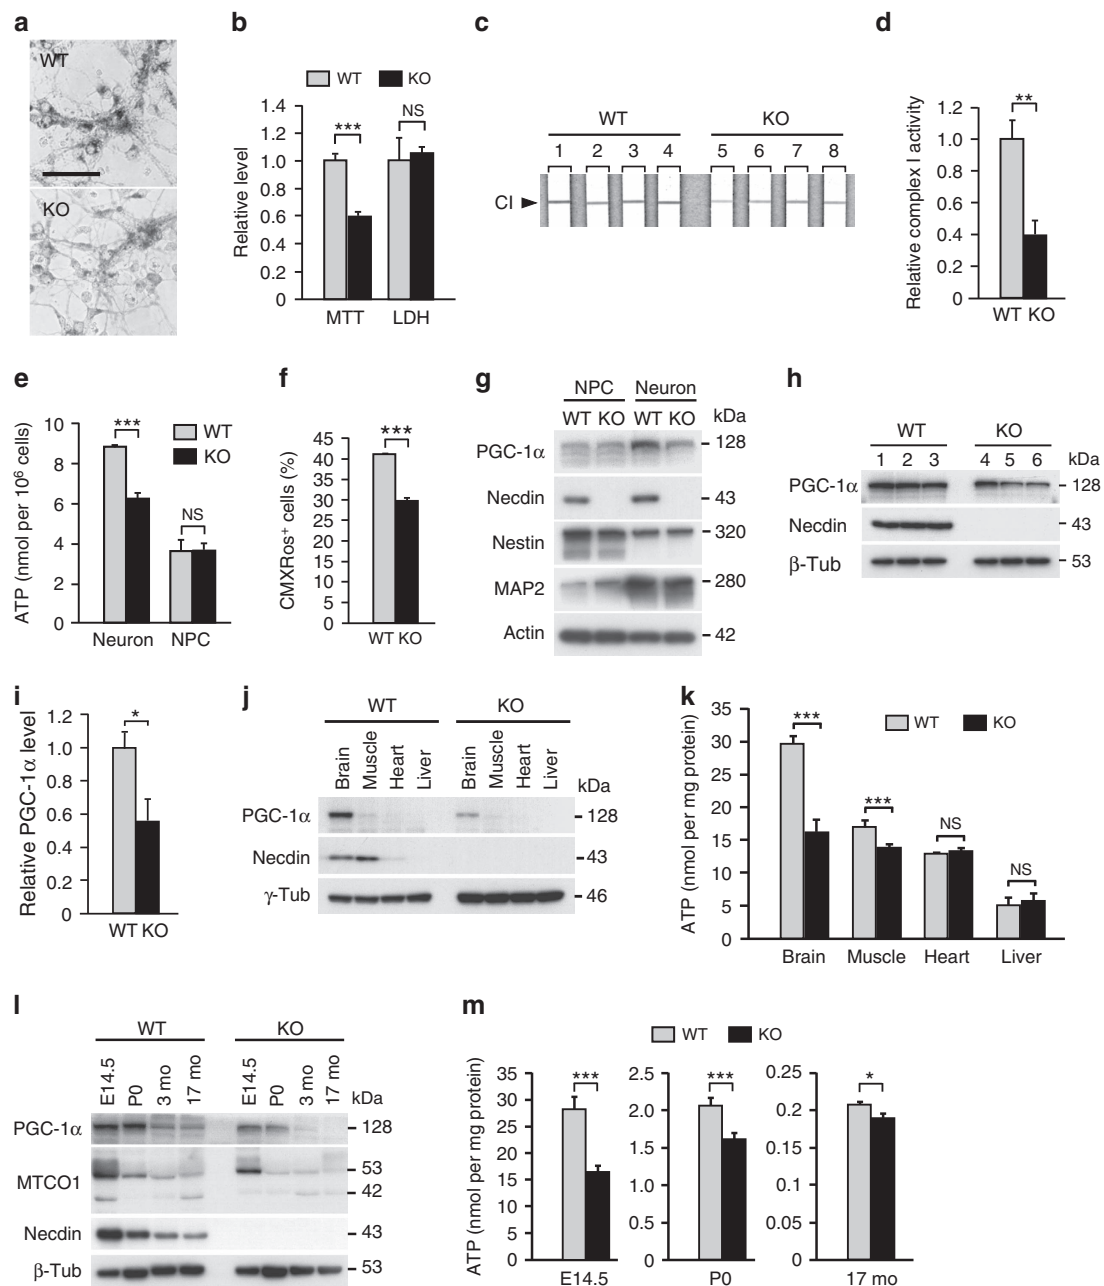 a
WT
KO
b
WT KO
Relative level
1.4
1.2
1.0
0.8
0.6
0.4
0.2
0
***
NS
MTT LDH
c
WT KO
1 2 3 4 5 6 7 8
CI
d
Relative complex I activity
1.2
1.0
0.8
0.6
0.4
0.2
0
**
WT KO
e
ATP (nmol per 10⁶ cells)
10
8
6
4
2
0
***
NS
WT
KO
Neuron NPC
f
CMXRos⁺ cells (%)
45
40
35
30
25
20
15
10
5
0
***
WT KO
g
NPC Neuron
WT KO WT KO kDa
PGC-1α 128
Necdin 43
Nestin 320
MAP2 280
Actin 42
h
WT KO
1 2 3 4 5 6 kDa
PGC-1α 128
Necdin 43
β-Tub 53
i
Relative PGC-1α level
1.2
1.0
0.8
0.6
0.4
0.2
0
*
WT KO
j
WT KO
Brain Muscle Heart Liver Brain Muscle Heart Liver
kDa
PGC-1α 128
Necdin 43
γ-Tub 46
k
ATP (nmol per mg protein)
35
30
25
20
15
10
5
0
WT KO
***
***
NS
NS
Brain Muscle Heart Liver
l
WT KO
E14.5 P0 3 mo 17 mo E14.5 P0 3 mo 17 mo
kDa
PGC-1α 128
MTCO1 53
42
Necdin 43
β-Tub 53
m
WT KO
ATP (nmol per mg protein)
35
30
25
20
15
10
5
0
***
E14.5
2.5
2.0
1.5
1.0
0.5
0
***
P0
0.25
0.2
0.15
0.1
0.05
0
*
17 mo